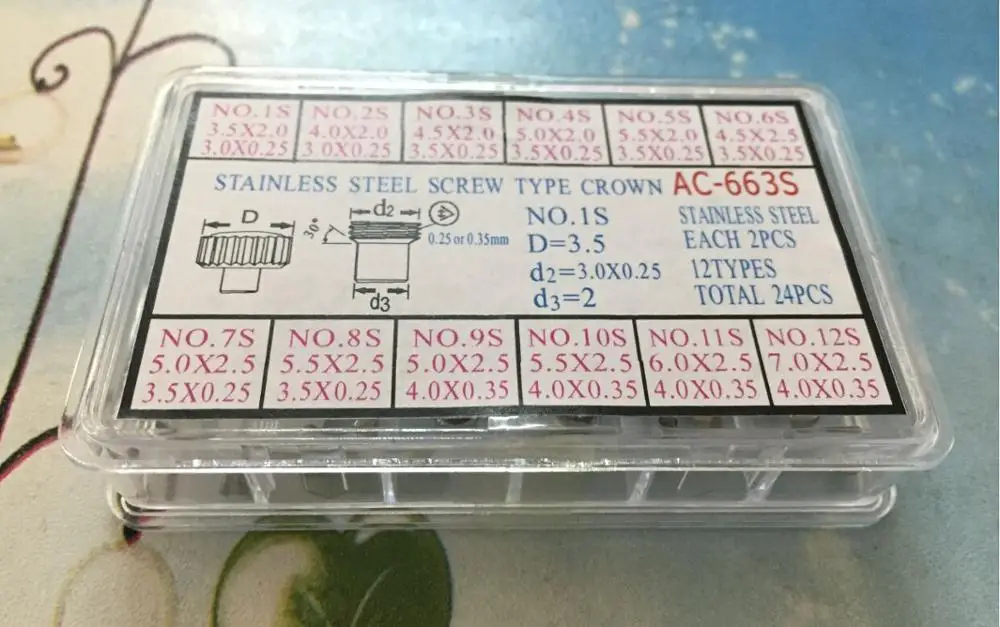 NO.1S NO.2S NO.3S NO.4S NO.5S NO.6S
3.5X2.0 4.0X2.0 4.5X2.0 5.0X2.0 5.5X2.0 4.5X2.5
3.0X0.25 3.0X0.25 3.5X0.25 3.5X0.25 3.5X0.25 3.5X0.25
STAINLESS STEEL SCREW TYPE CROWN AC-663S
D
30°
d2
0.25 or 0.35mm
d3
NO.1S
D=3.5
d2=3.0X0.25
d3=2
STAINLESS STEEL
EACH 2PCS
12TYPES
TOTAL 24PCS
NO.7S NO.8S NO.9S NO.10S NO.11S NO.12S
5.0X2.5 5.5X2.5 5.0X2.5 5.5X2.5 6.0X2.5 7.0X2.5
3.5X0.25 3.5X0.25 4.0X0.35 4.0X0.35 4.0X0.35 4.0X0.35